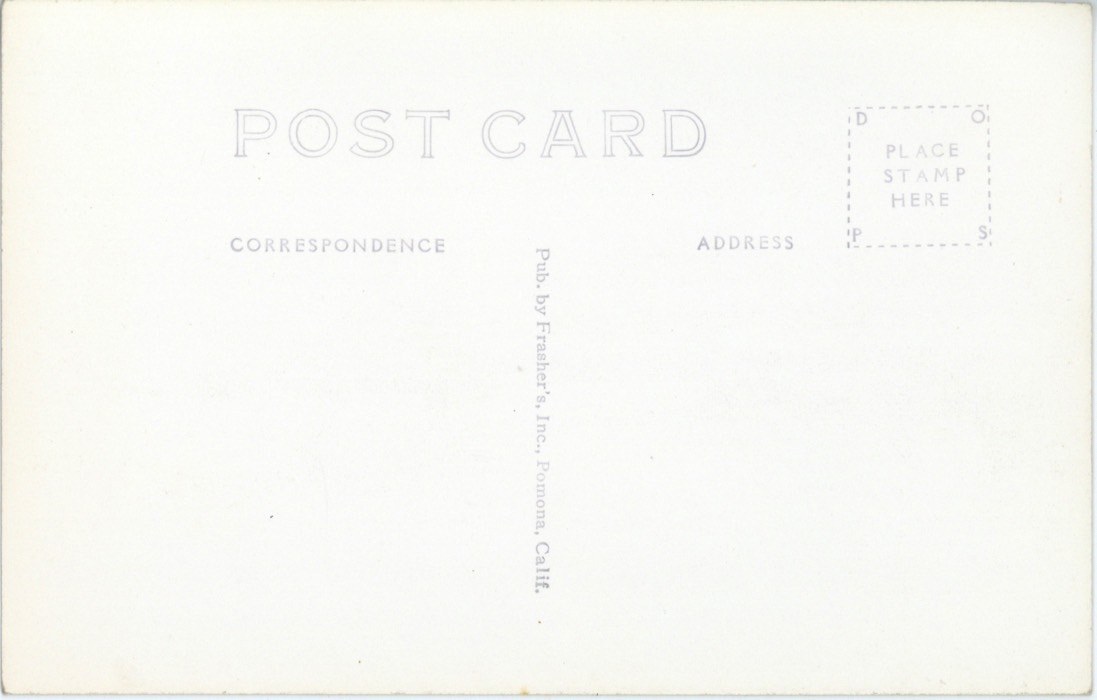 POST CARD
D O
PLACE
STAMP
HERE
P S
CORRESPONDENCE
ADDRESS
Pub. by Frasher's, Inc., Pomona, Calif.